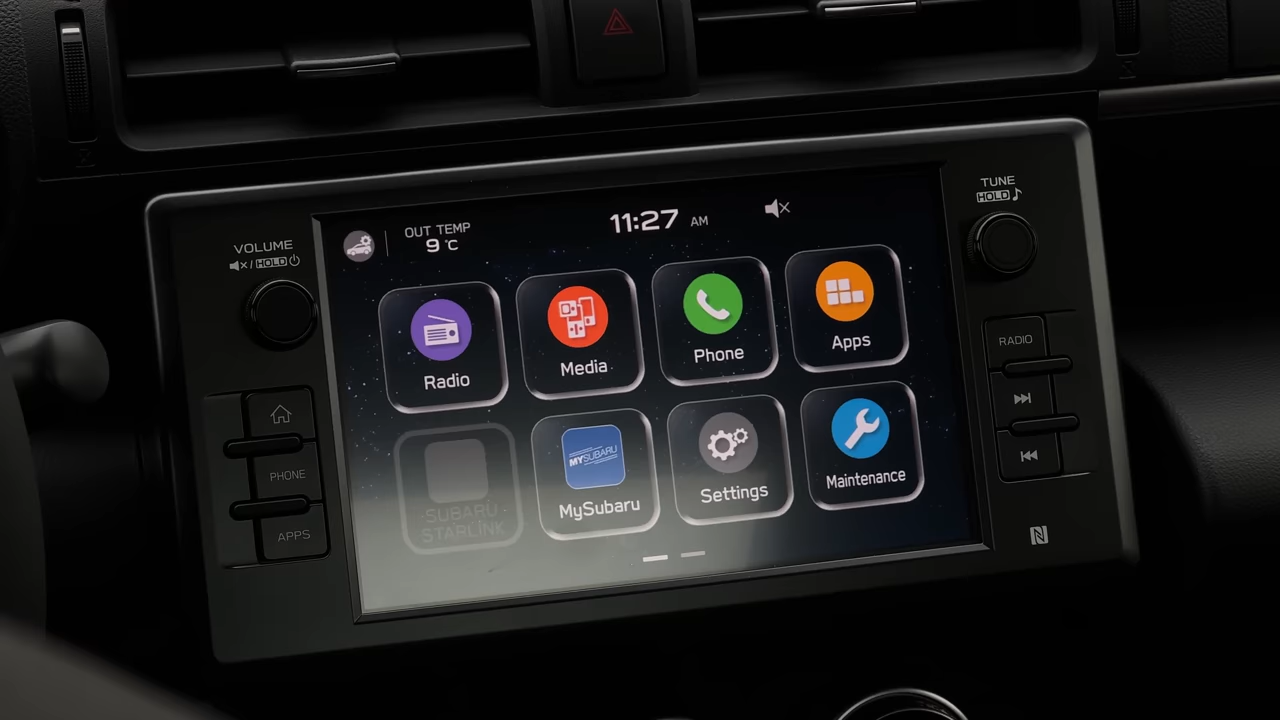 VOLUME
/ HOLD
TUNE
HOLD
OUT TEMP
9 °C
11:27 AM
Radio
Media
Phone
Apps
SUBARU
STARLINK
MYSUBARU
MySubaru
Settings
Maintenance
PHONE
APPS
RADIO
N